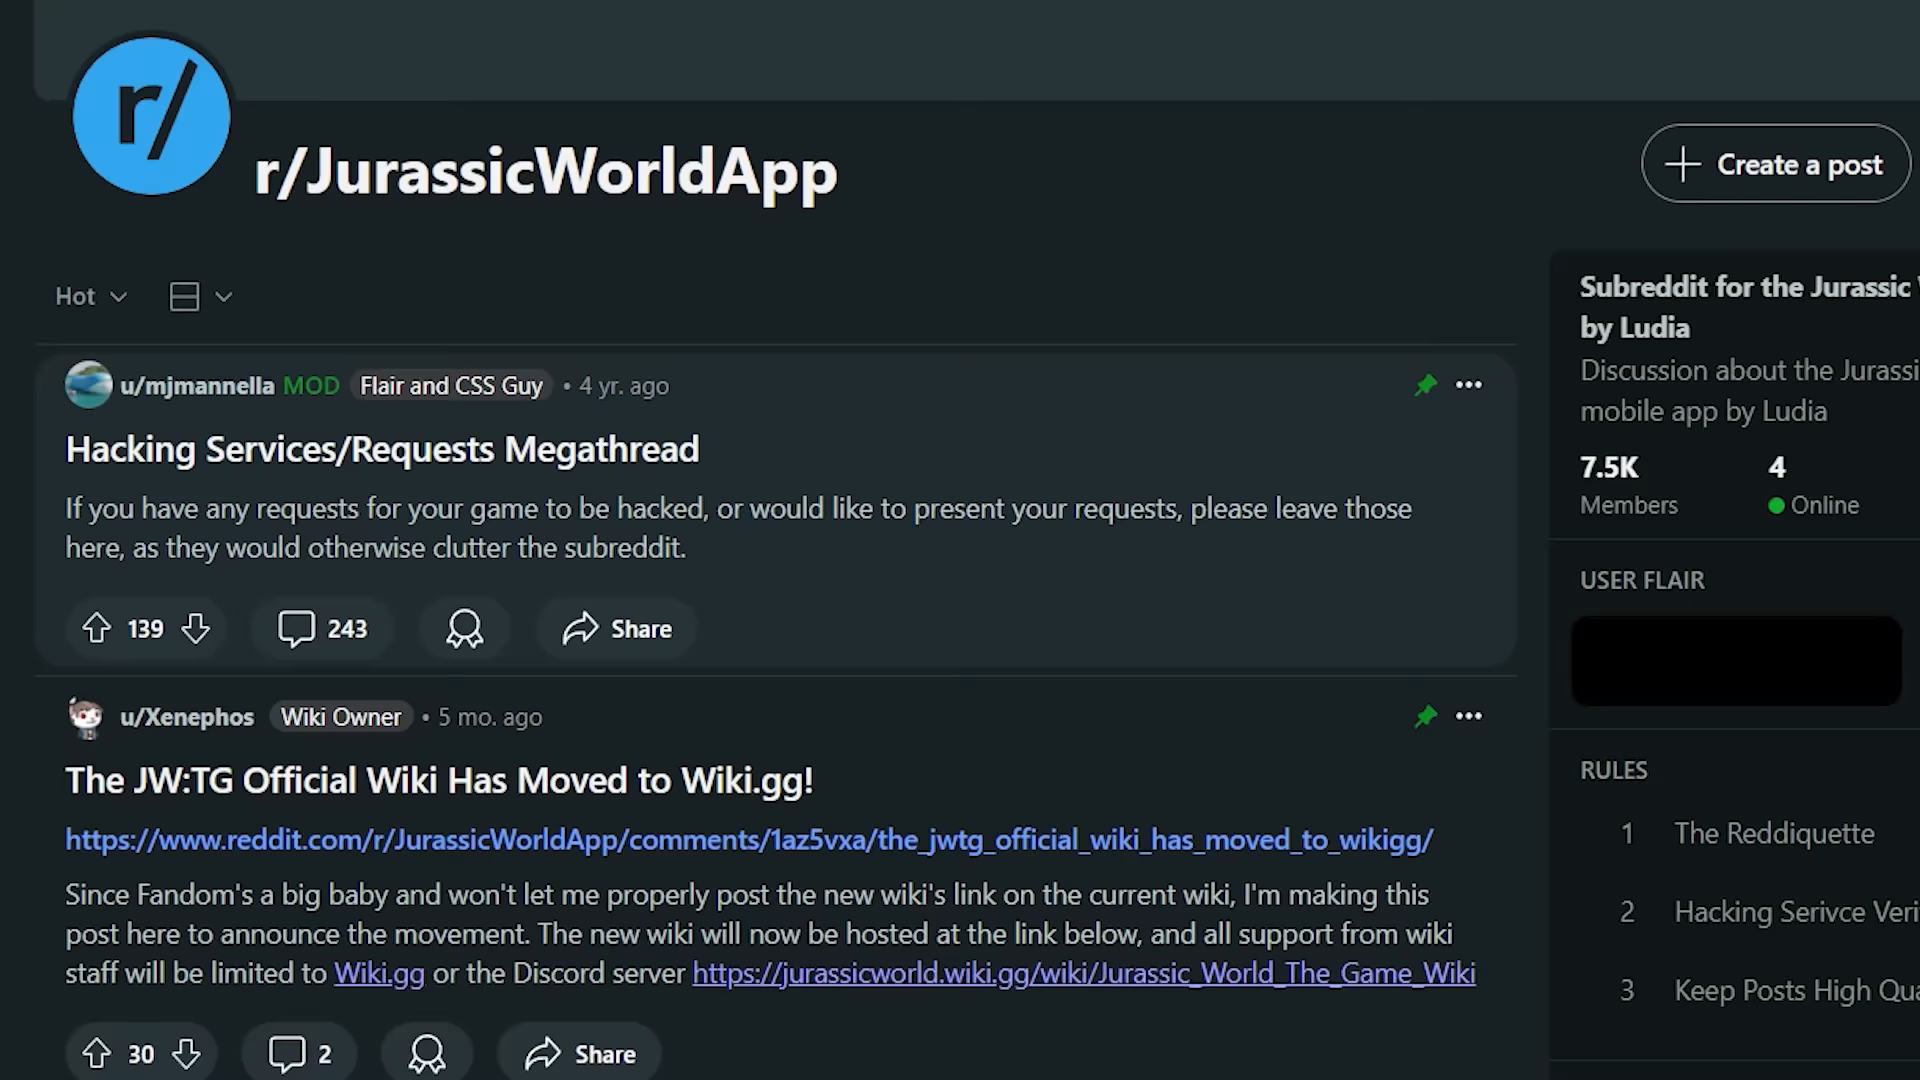 r/
r/JurassicWorldApp
Create a post
Hot
u/mjmannella MOD Flair and CSS Guy • 4 yr. ago
Hacking Services/Requests Megathread
If you have any requests for your game to be hacked, or would like to present your requests, please leave those
here, as they would otherwise clutter the subreddit.
139
243
Share
u/Xenephos Wiki Owner • 5 mo. ago
The JW:TG Official Wiki Has Moved to Wiki.gg!
https://www.reddit.com/r/JurassicWorldApp/comments/1az5vxa/the_jwtg_official_wiki_has_moved_to_wikigg/
Since Fandom's a big baby and won't let me properly post the new wiki's link on the current wiki, I'm making this
post here to announce the movement. The new wiki will now be hosted at the link below, and all support from wiki
staff will be limited to Wiki.gg or the Discord server https://jurassicworld.wiki.gg/wiki/Jurassic_World_The_Game_Wiki
30
2
Share
Subreddit for the Jurassic
by Ludia
Discussion about the Jurassi
mobile app by Ludia
7.5K 4
Members Online
USER FLAIR
RULES
1 The Reddiquette
2 Hacking Serivce Veri
3 Keep Posts High Qua